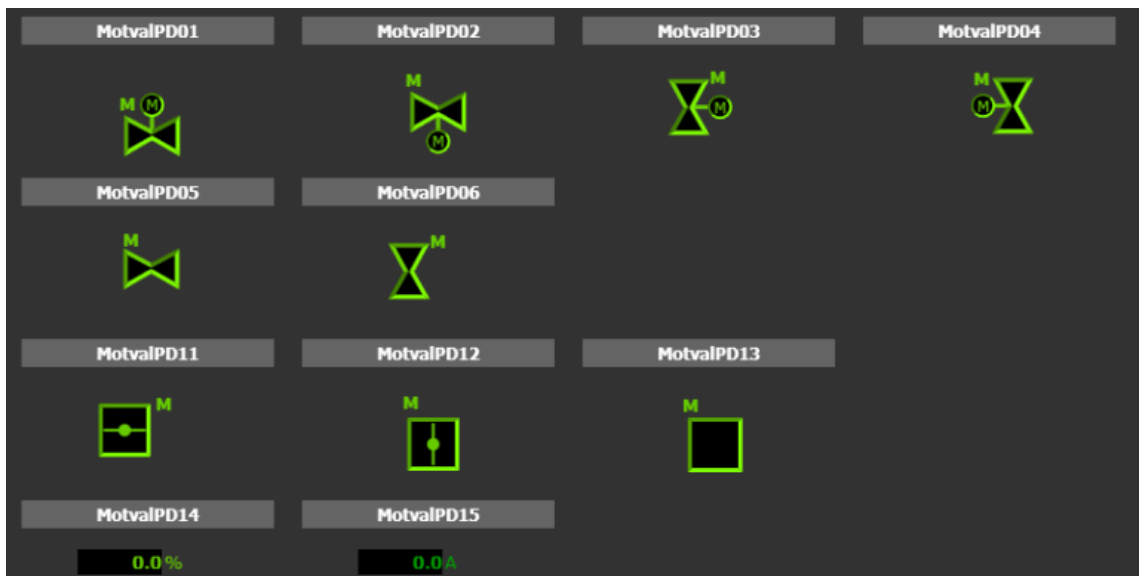 MotvalPD01 MotvalPD02 MotvalPD03 MotvalPD04
M M M M
M M M M
MotvalPD05 MotvalPD06
M M
MotvalPD11 MotvalPD12 MotvalPD13
M M M
MotvalPD14 MotvalPD15
0.0% 0.0A